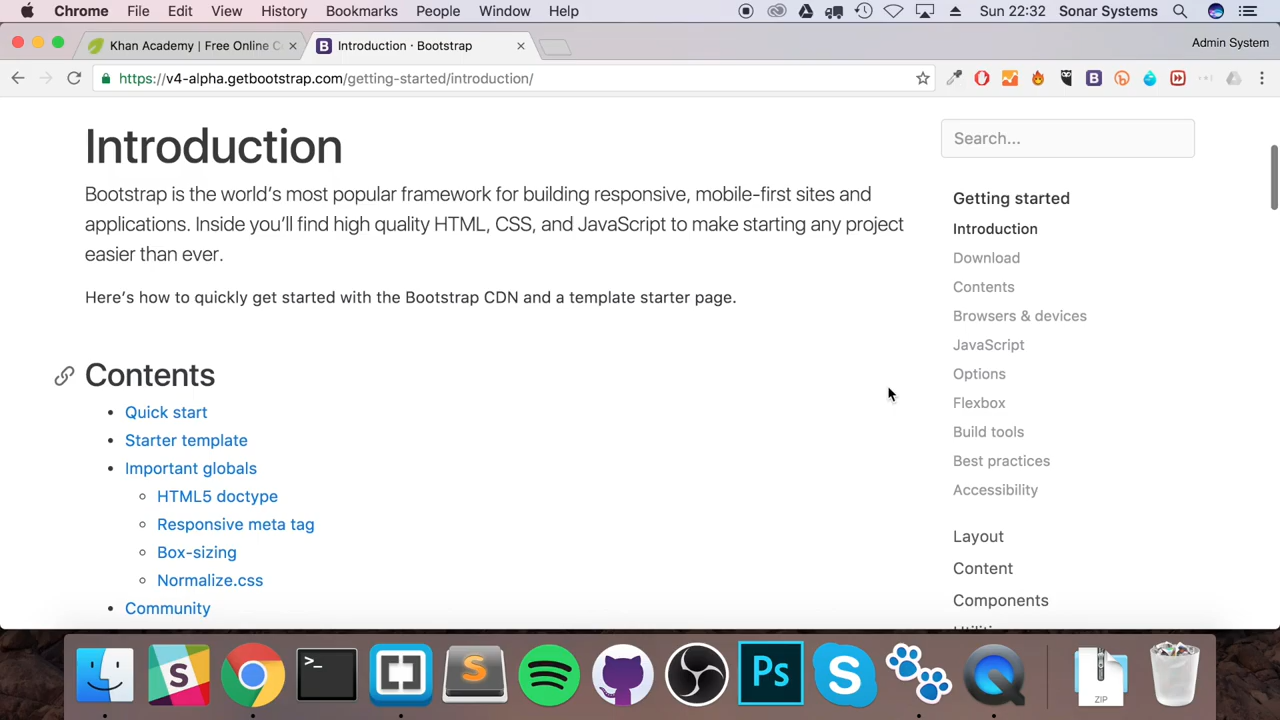 Chrome File Edit View History Bookmarks People Window Help Sun 22:32 Sonar Systems
Khan Academy | Free Online C
Introduction · Bootstrap
Admin System
https://v4-alpha.getbootstrap.com/getting-started/introduction/
Introduction
Bootstrap is the world's most popular framework for building responsive, mobile-first sites and
applications. Inside you'll find high quality HTML, CSS, and JavaScript to make starting any project
easier than ever.
Here's how to quickly get started with the Bootstrap CDN and a template starter page.
Contents
Quick start
Starter template
Important globals
HTML5 doctype
Responsive meta tag
Box-sizing
Normalize.css
Community
Search...
Getting started
Introduction
Download
Contents
Browsers & devices
JavaScript
Options
Flexbox
Build tools
Best practices
Accessibility
Layout
Content
Components
>_
Ps
ZIP